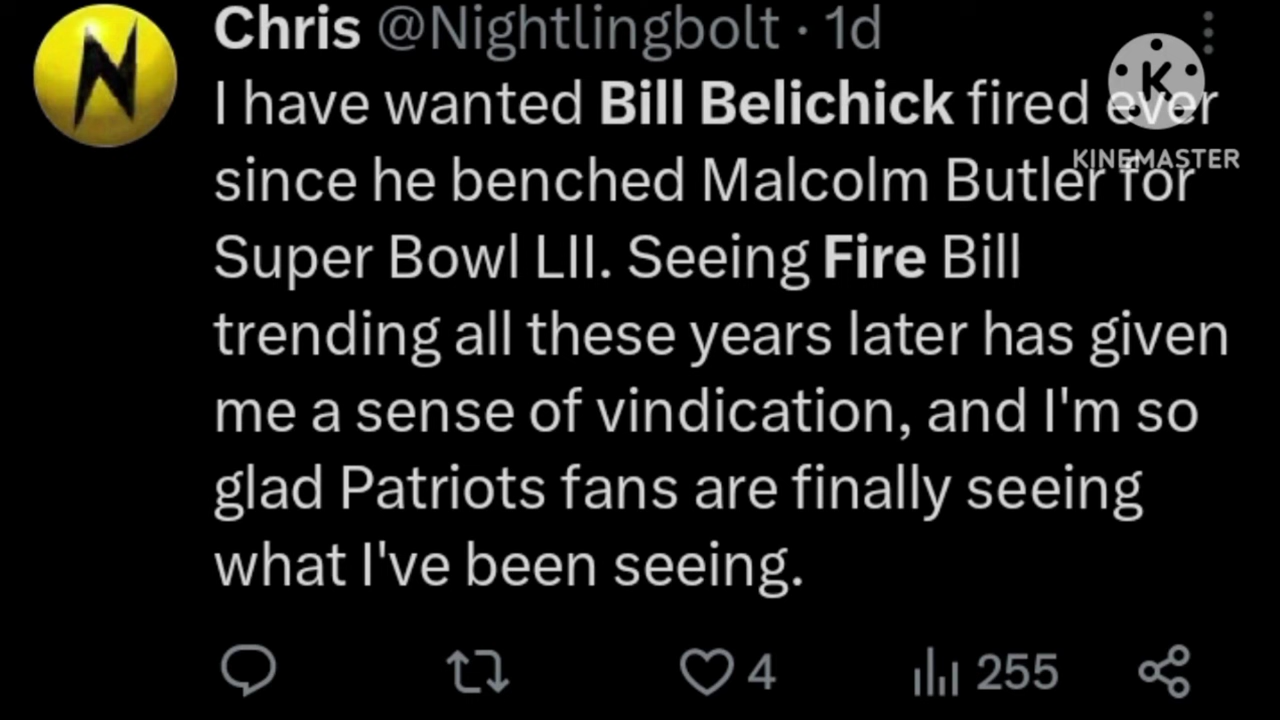 Chris @Nightlingbolt · 1d
I have wanted Bill Belichick fired ever
since he benched Malcolm Butler for
Super Bowl LII. Seeing Fire Bill
trending all these years later has given
me a sense of vindication, and I'm so
glad Patriots fans are finally seeing
what I've been seeing.
4 255
N
K
KINEMASTER